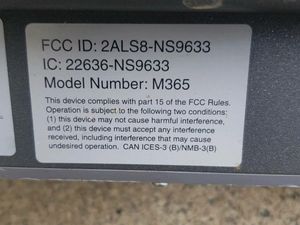 FCC ID: 2ALS8-NS9633
IC: 22636-NS9633
Model Number: M365
This device complies with part 15 of the FCC Rules.
Operation is subject to the following two conditions:
(1) this device may not cause harmful interference,
and (2) this device must accept any interference
received, including interference that may cause
undesired operation. CAN ICES-3 (B)/NMB-3(B)